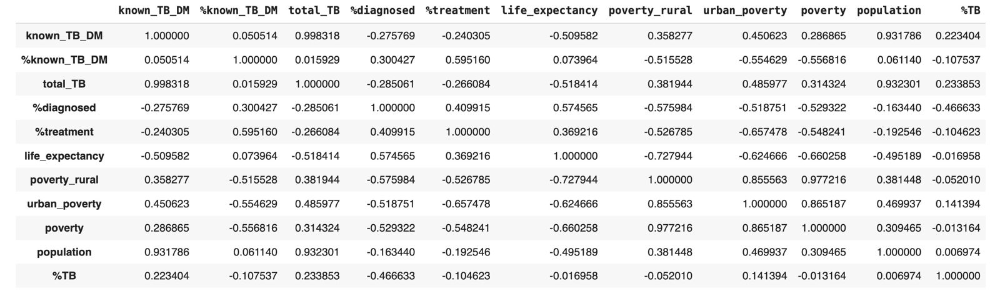 known_TB_DM %known_TB_DM total_TB %diagnosed %treatment life_expectancy poverty_rural urban_poverty poverty population %TB
known_TB_DM 1.000000 0.050514 0.998318 -0.275769 -0.240305 -0.509582 0.358277 0.450623 0.286865 0.931786 0.223404
%known_TB_DM 0.050514 1.000000 0.015929 0.300427 0.595160 0.073964 -0.515528 -0.554629 -0.556816 0.061140 -0.107537
total_TB 0.998318 0.015929 1.000000 -0.285061 -0.266084 -0.518414 0.381944 0.485977 0.314324 0.932301 0.233853
%diagnosed -0.275769 0.300427 -0.285061 1.000000 0.409915 0.574565 -0.575984 -0.518751 -0.529322 -0.163440 -0.466633
%treatment -0.240305 0.595160 -0.266084 0.409915 1.000000 0.369216 -0.526785 -0.657478 -0.548241 -0.192546 -0.104623
life_expectancy -0.509582 0.073964 -0.518414 0.574565 0.369216 1.000000 -0.727944 -0.624666 -0.660258 -0.495189 -0.016958
poverty_rural 0.358277 -0.515528 0.381944 -0.575984 -0.526785 -0.727944 1.000000 0.855563 0.977216 0.381448 -0.052010
urban_poverty 0.450623 -0.554629 0.485977 -0.518751 -0.657478 -0.624666 0.855563 1.000000 0.865187 0.469937 0.141394
poverty 0.286865 -0.556816 0.314324 -0.529322 -0.548241 -0.660258 0.977216 0.865187 1.000000 0.309465 -0.013164
population 0.931786 0.061140 0.932301 -0.163440 -0.192546 -0.495189 0.381448 0.469937 0.309465 1.000000 0.006974
%TB 0.223404 -0.107537 0.233853 -0.466633 -0.104623 -0.016958 -0.052010 0.141394 -0.013164 0.006974 1.000000